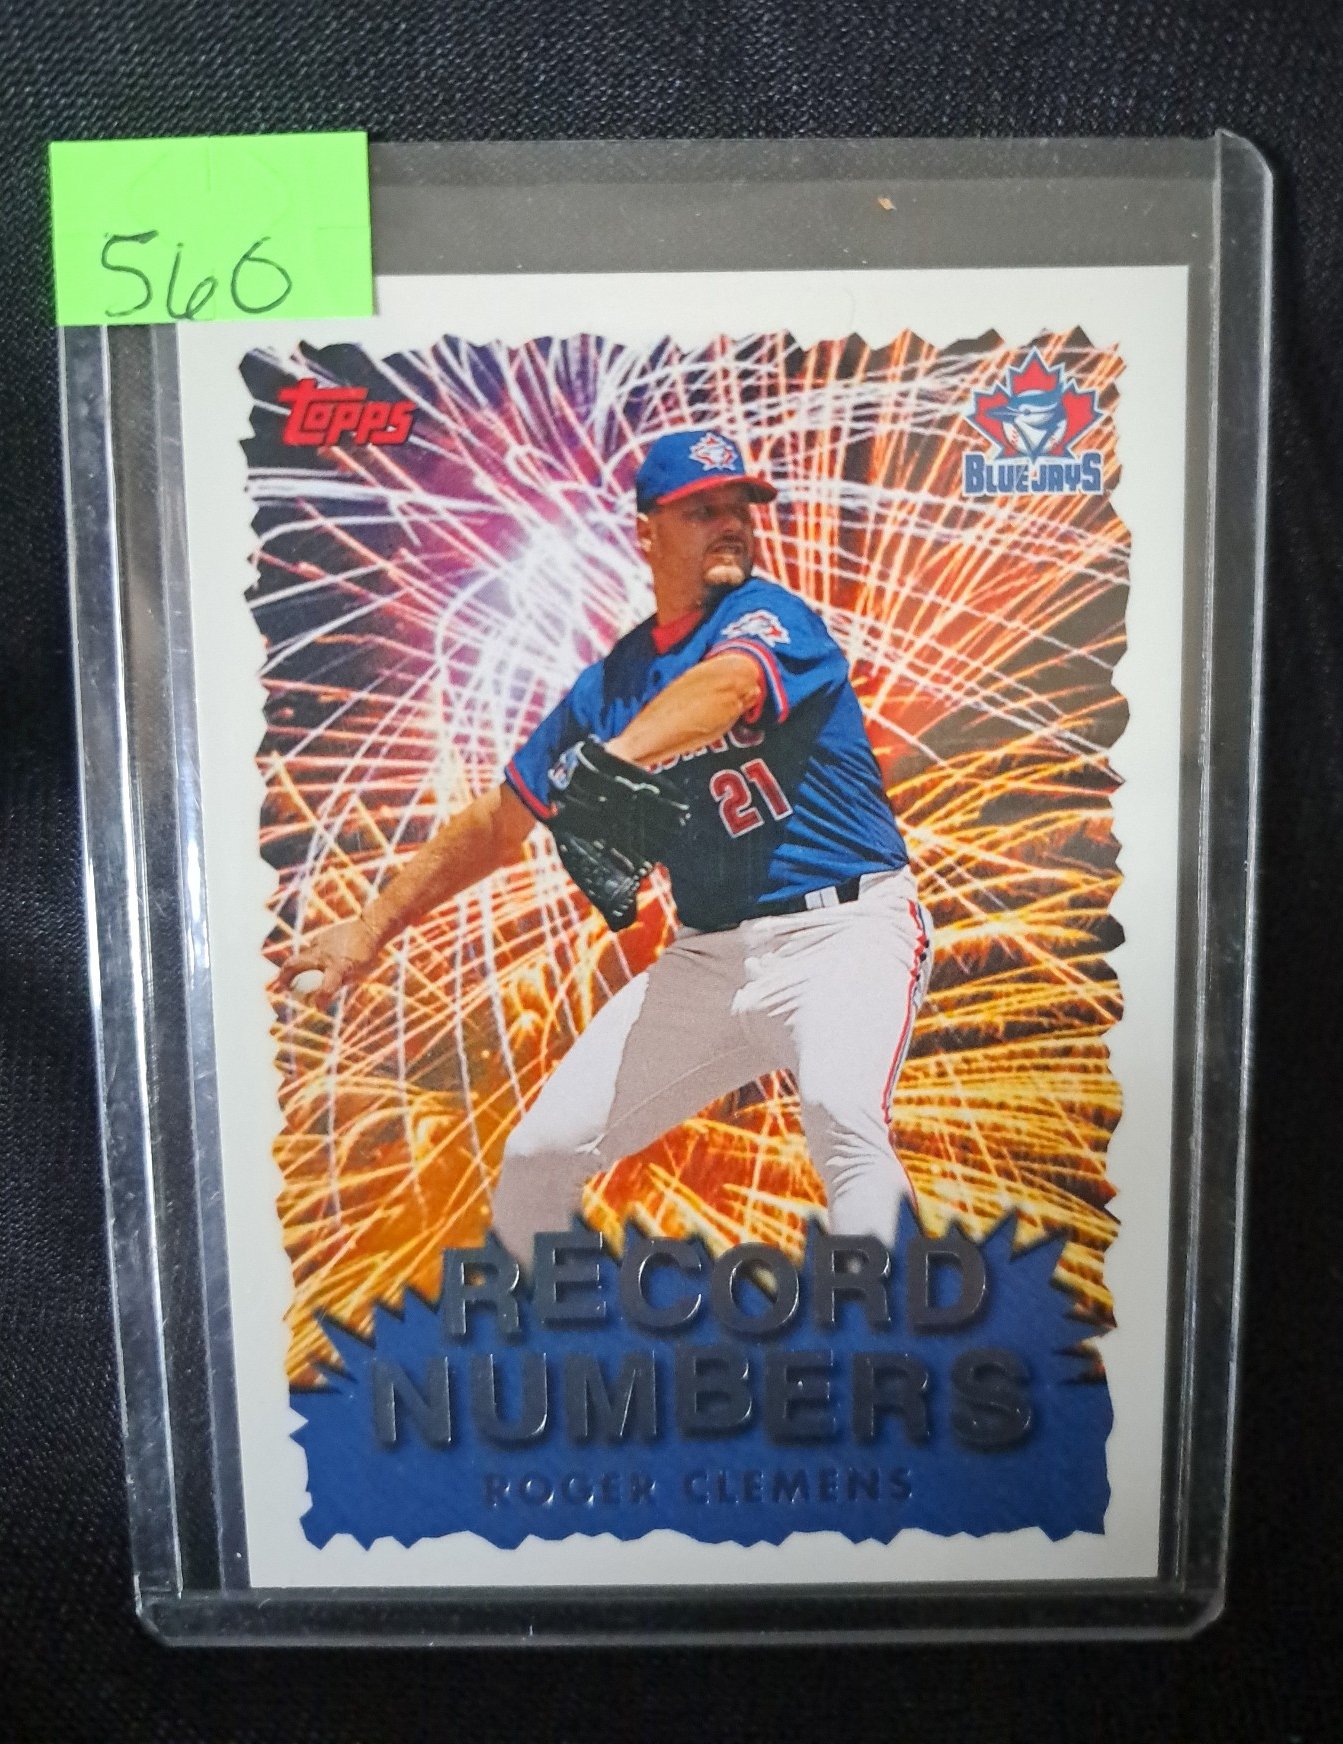 560
Topps
BLUE JAYS
21
RECORD
NUMBERS
ROGER CLEMENS